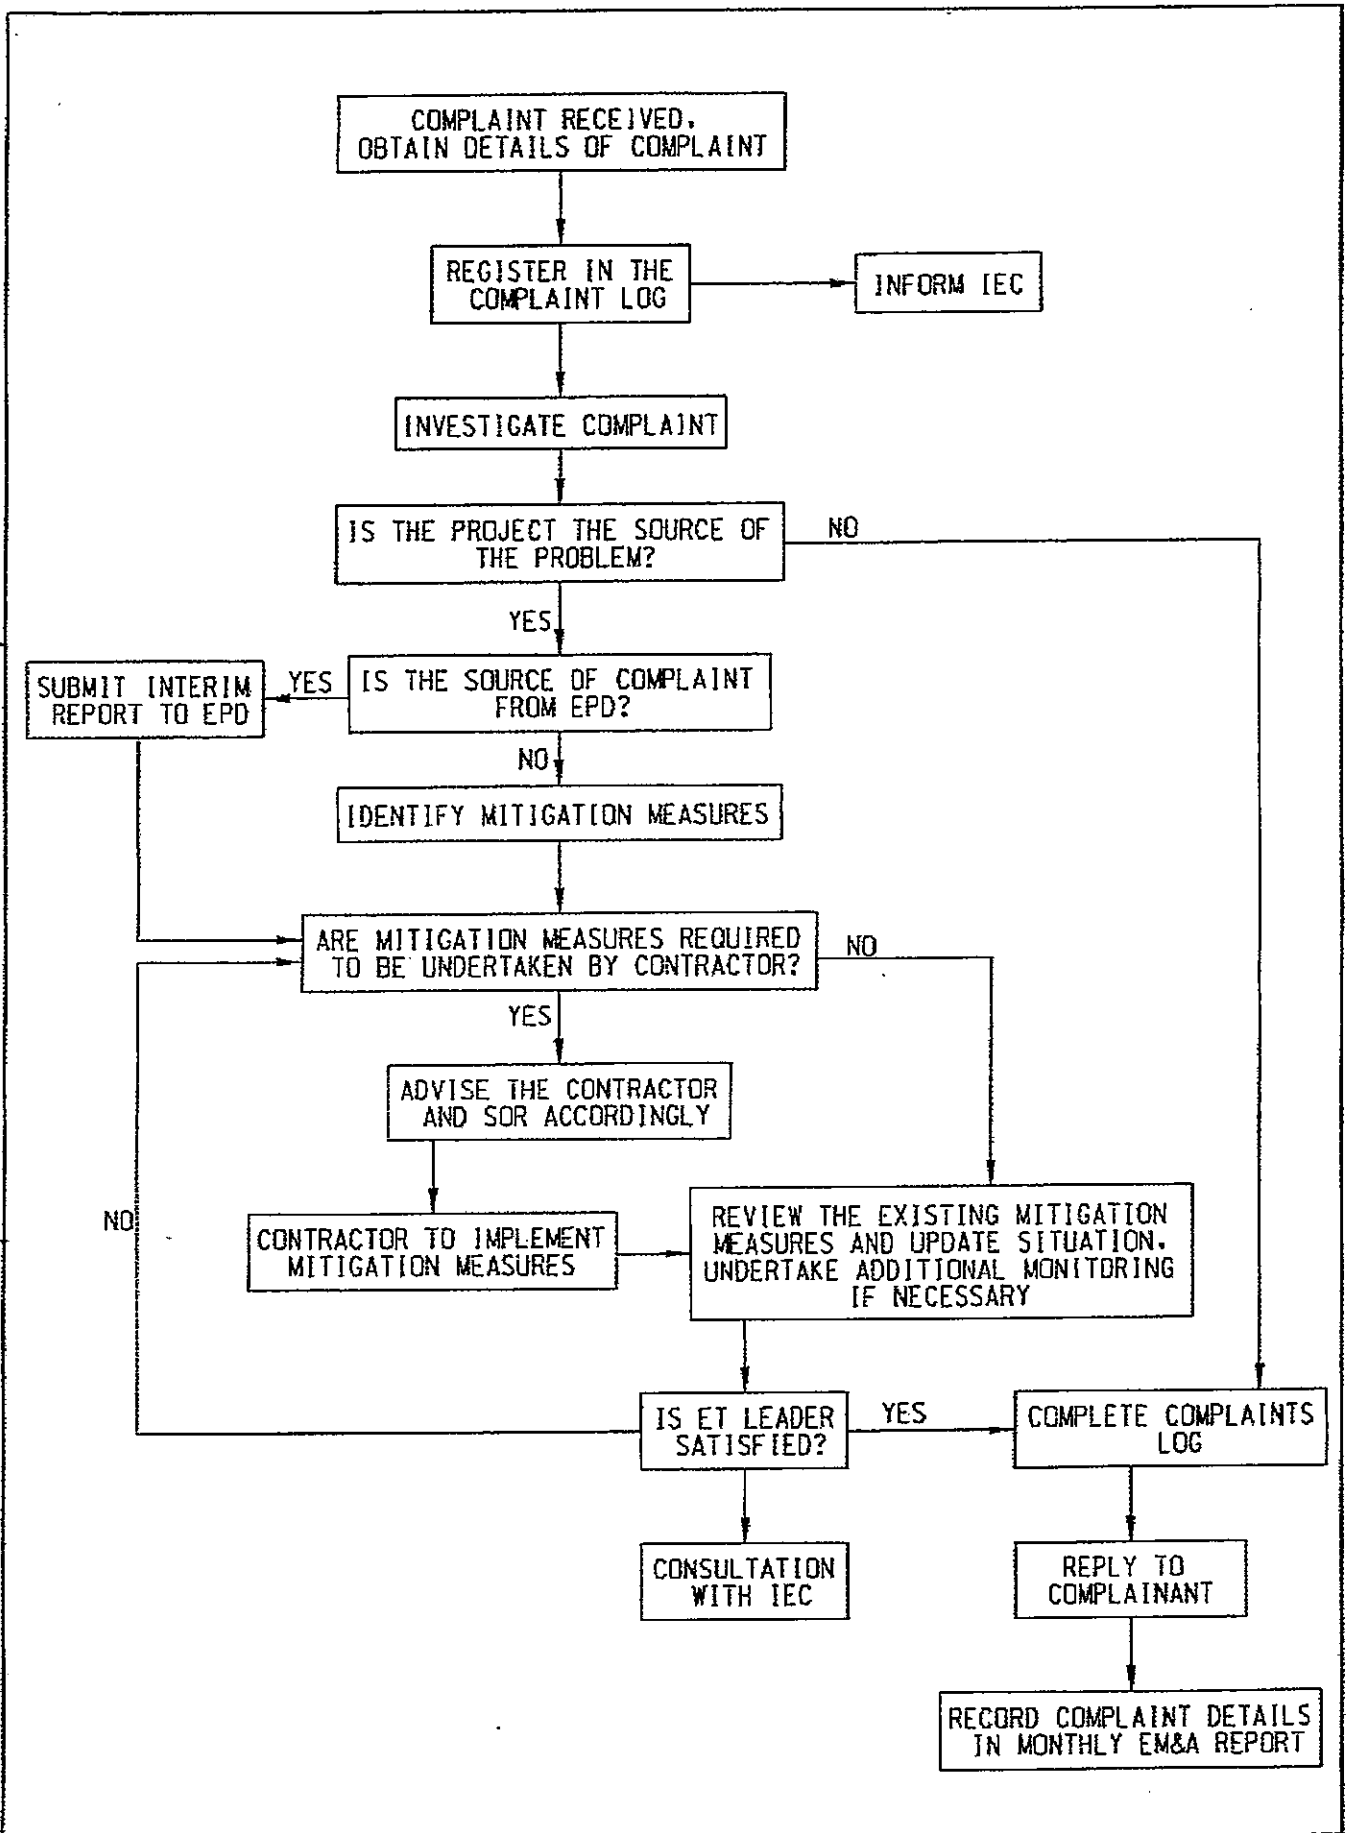 COMPLAINT RECEIVED.
OBTAIN DETAILS OF COMPLAINT
REGISTER IN THE
COMPLAINT LOG
INFORM IEC
INVESTIGATE COMPLAINT
IS THE PROJECT THE SOURCE OF
THE PROBLEM?
NO
YES
SUBMIT INTERIM
REPORT TO EPD
YES
IS THE SOURCE OF COMPLAINT
FROM EPD?
NO
IDENTIFY MITIGATION MEASURES
ARE MITIGATION MEASURES REQUIRED
TO BE UNDERTAKEN BY CONTRACTOR?
NO
YES
ADVISE THE CONTRACTOR
AND SOR ACCORDINGLY
NO
CONTRACTOR TO IMPLEMENT
MITIGATION MEASURES
REVIEW THE EXISTING MITIGATION
MEASURES AND UPDATE SITUATION.
UNDERTAKE ADDITIONAL MONITORING
IF NECESSARY
IS ET LEADER
SATISFIED?
YES
COMPLETE COMPLAINTS
LOG
CONSULTATION
WITH IEC
REPLY TO
COMPLAINANT
RECORD COMPLAINT DETAILS
IN MONTHLY EM&A REPORT